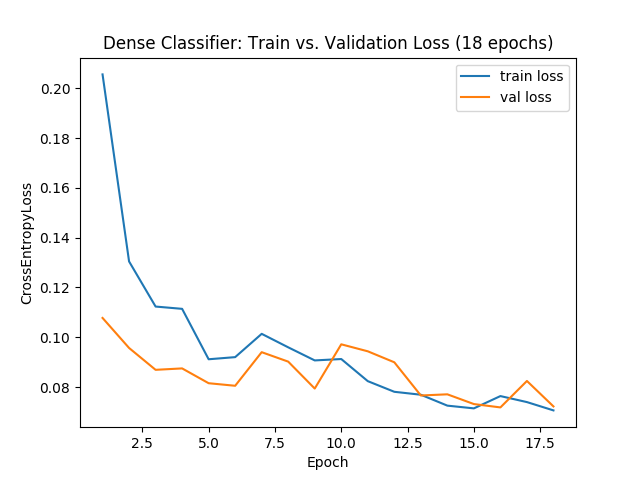 Dense Classifier: Train vs. Validation Loss (18 epochs)
train loss
val loss
CrossEntropyLoss
0.20
0.18
0.16
0.14
0.12
0.10
0.08
2.5 5.0 7.5 10.0 12.5 15.0 17.5
Epoch